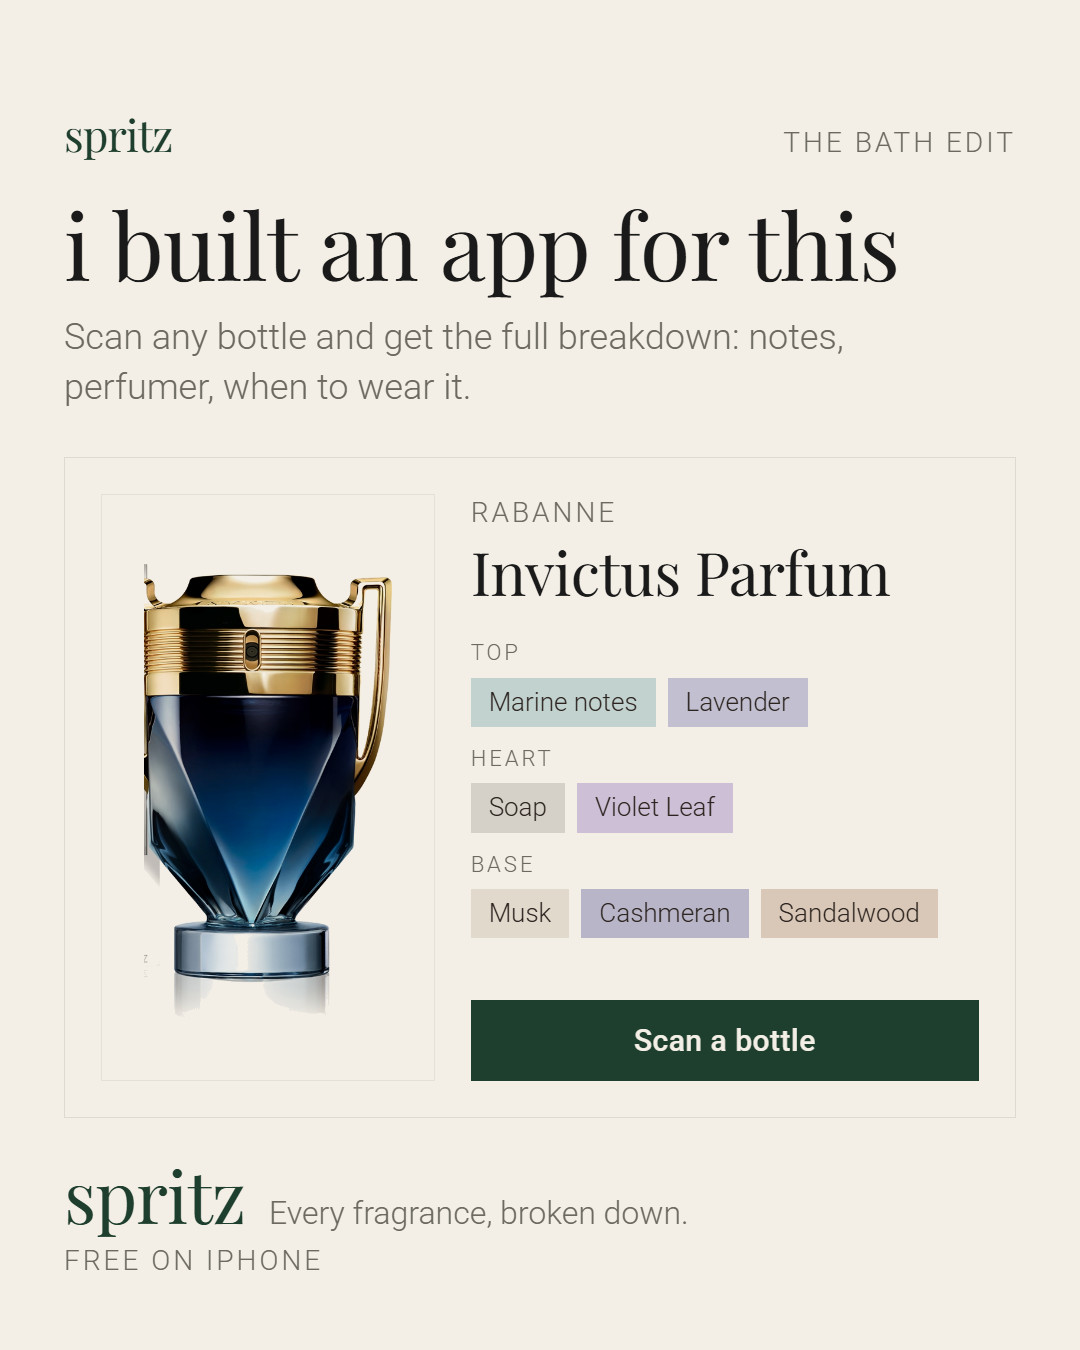 spritz
THE BATH EDIT
i built an app for this
Scan any bottle and get the full breakdown: notes,
perfumer, when to wear it.
RABANNE
Invictus Parfum
TOP
Marine notes
Lavender
HEART
Soap
Violet Leaf
BASE
Musk
Cashmeran
Sandalwood
Scan a bottle
spritz
Every fragrance, broken down.
FREE ON IPHONE